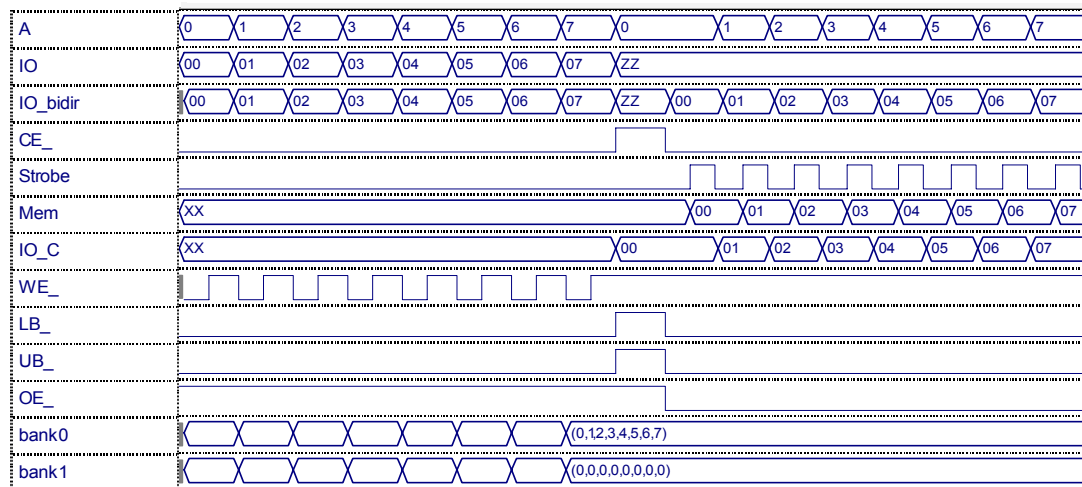 A 0 1 2 3 4 5 6 7 0 1 2 3 4 5 6 7
IO 00 01 02 03 04 05 06 07 ZZ
IO_bidir 00 01 02 03 04 05 06 07 ZZ 00 01 02 03 04 05 06 07
CE_
Strobe
Mem XX 00 01 02 03 04 05 06 07
IO_C XX 00 01 02 03 04 05 06 07
WE_
LB_
UB_
OE_
bank0 (0,1,2,3,4,5,6,7)
bank1 (0,0,0,0,0,0,0,0)